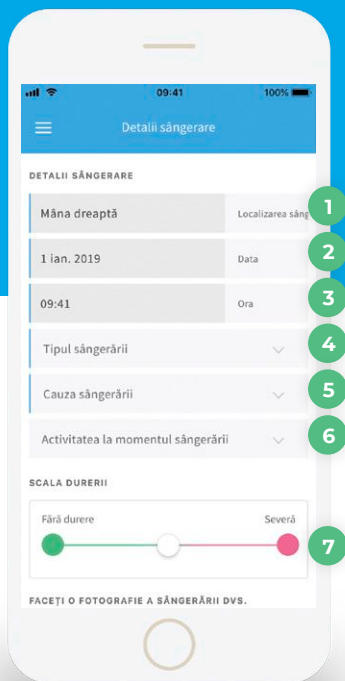 09:41 100%
Detalii sângerare
DETALII SÂNGERARE
Mâna dreaptă Localizarea sâng 1
1 ian. 2019 Data 2
09:41 Ora 3
Tipul sângerării 4
Cauza sângerării 5
Activitatea la momentul sângerării 6
SCALA DURERII
Fără durere Severă
7
FACEȚI O FOTOGRAFIE A SÂNGERĂRII DVS.